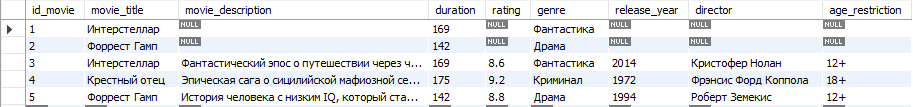 id_movie movie_title movie_description duration rating genre release_year director age_restriction
1 Интерстеллар NULL 169 NULL Фантастика NULL NULL NULL
2 Форрест Гамп NULL 142 NULL Драма NULL NULL NULL
3 Интерстеллар Фантастический эпос о путешествии через ч... 169 8.6 Фантастика 2014 Кристофер Нолан 12+
4 Крестный отец Эпическая сага о сицилийской мафиозной се... 175 9.2 Криминал 1972 Фрэнсис Форд Коппола 18+
5 Форрест Гамп История человека с низким IQ, который ста... 142 8.8 Драма 1994 Роберт Земекис 12+